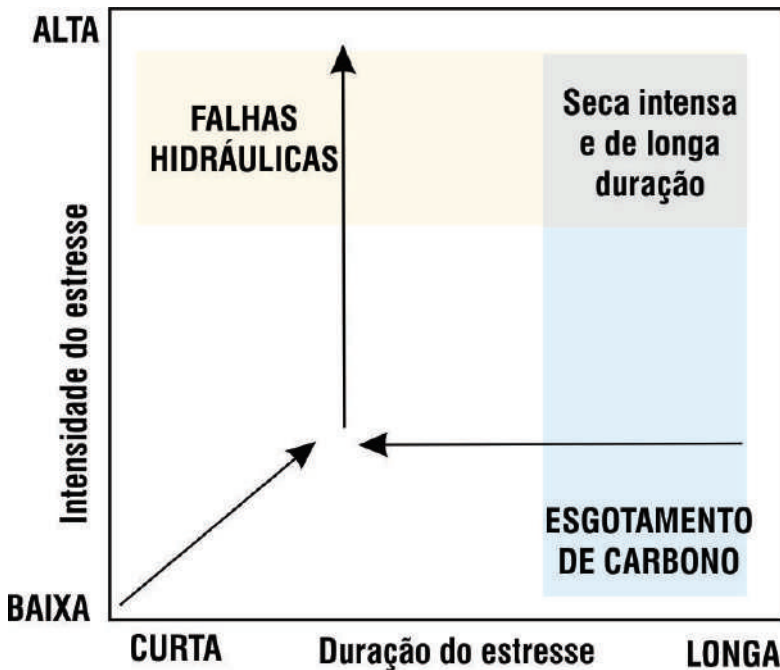 ALTA
FALHAS
HIDRÁULICAS
Seca intensa
e de longa
duração
Intensidade do estresse
ESGOTAMENTO
DE CARBONO
BAIXA
CURTA
Duração do estresse
LONGA